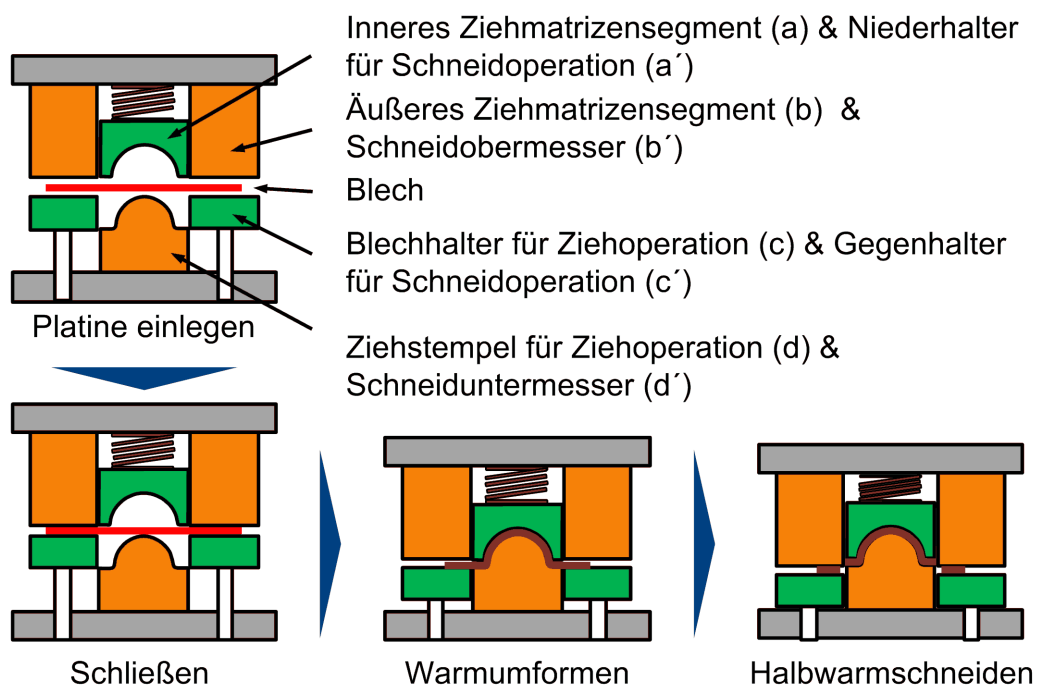 Inneres Ziehmatrizensegment (a) & Niederhalter
für Schneidoperation (a´)
Äußeres Ziehmatrizensegment (b) &
Schneidobermesser (b´)
Blech
Blechhalter für Ziehoperation (c) & Gegenhalter
für Schneidoperation (c´)
Platine einlegen
Ziehstempel für Ziehoperation (d) &
Schneiduntermesser (d´)
Schließen
Warmumformen
Halbwarmschneiden